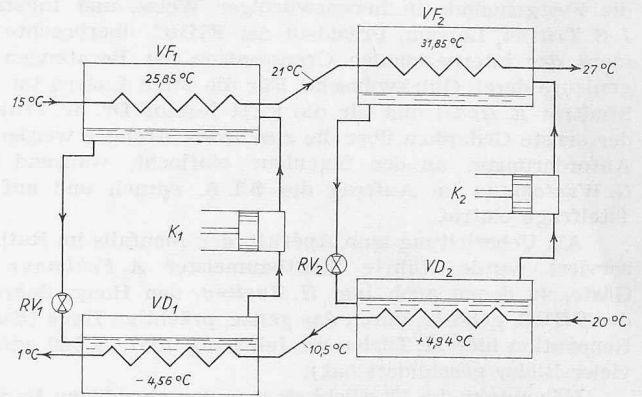 VF₁
25,85 °C
15°C
21°C
VF₂
31,85 °C
27°C
K₁
K₂
RV₁
RV₂
VD₁
VD₂
1°C
-4,56 °C
10,5°C
+4,94 °C
20°C